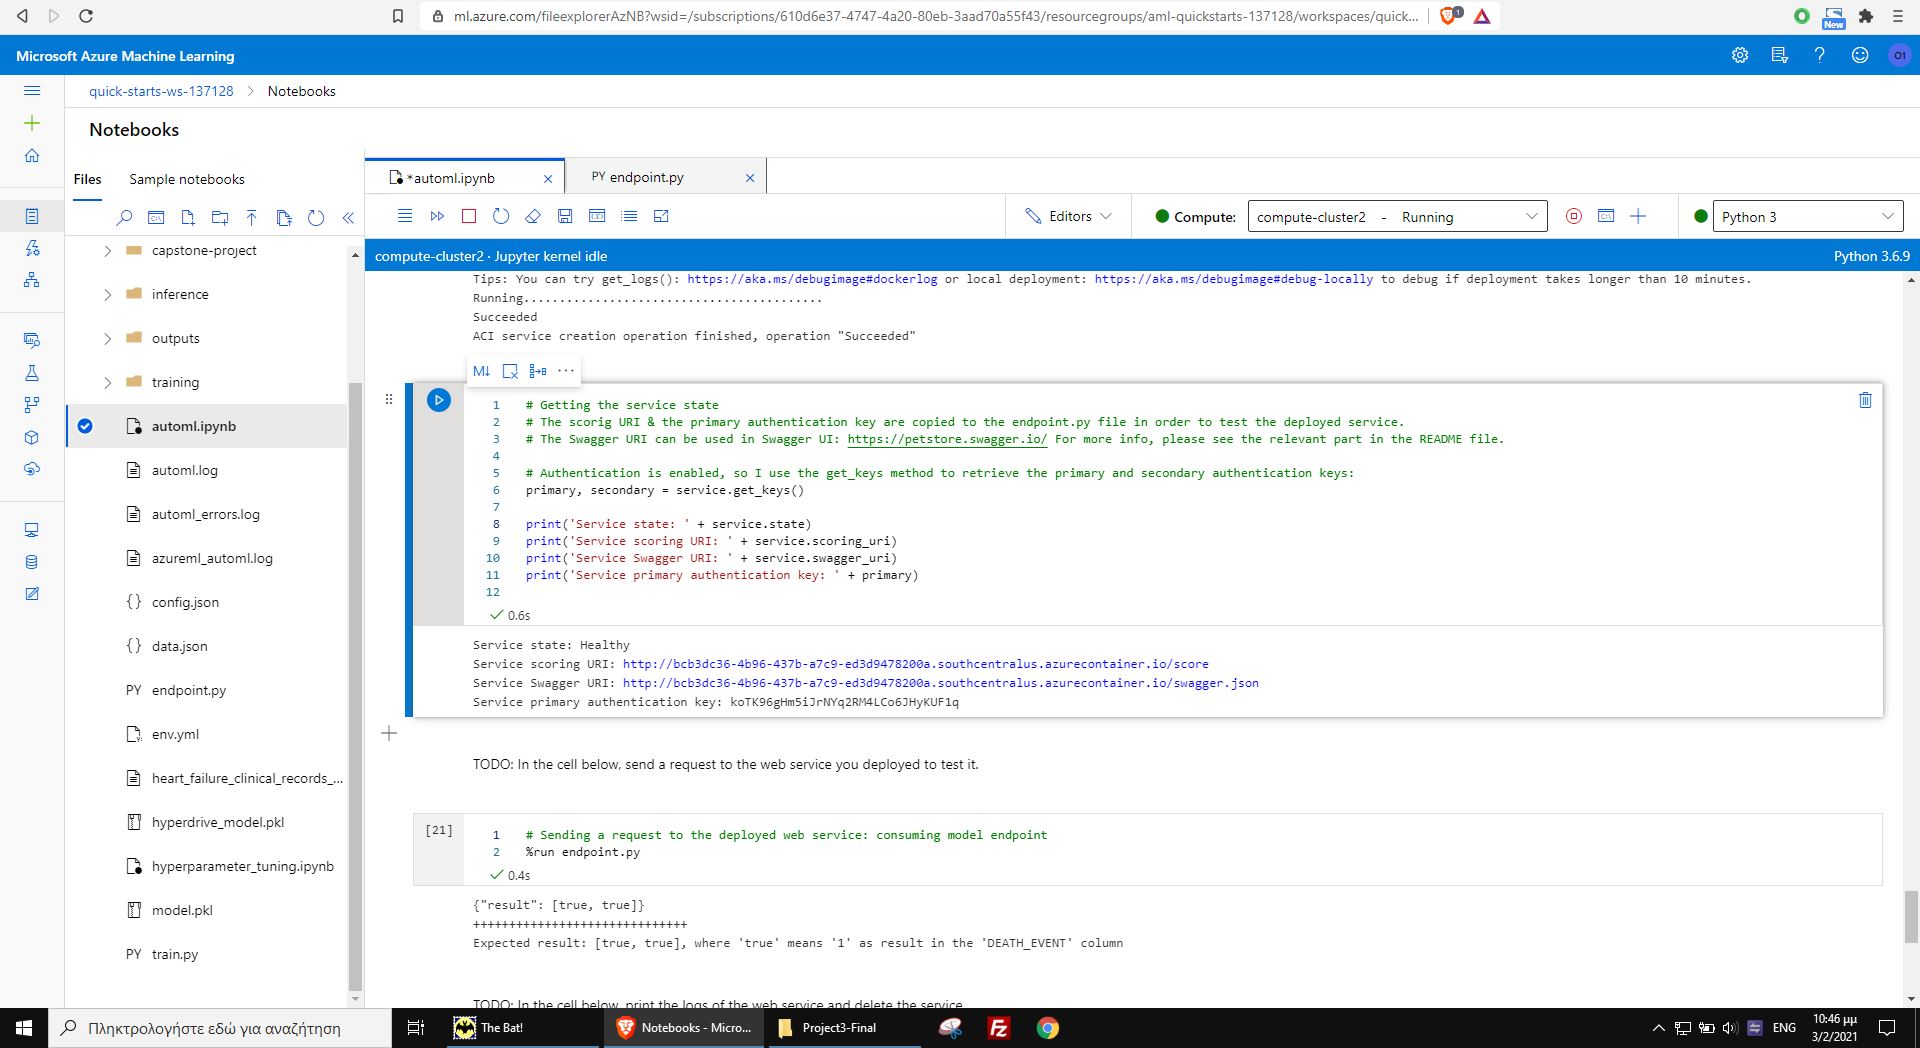 ml.azure.com/fileexplorerAzNB?wsid=/subscriptions/610d6e37-4747-4a20-80eb-3aad70a55f43/resourcegroups/aml-quickstarts-137128/workspaces/quick...
1
New
Microsoft Azure Machine Learning
O1
quick-starts-ws-137128 > Notebooks
Notebooks
Files
Sample notebooks
*automl.ipynb
PY endpoint.py
Editors
Compute:
compute-cluster2 - Running
Python 3
compute-cluster2 · Jupyter kernel idle
Python 3.6.9
capstone-project
inference
outputs
training
automl.ipynb
automl.log
automl_errors.log
azureml_automl.log
{} config.json
{} data.json
PY endpoint.py
env.yml
heart_failure_clinical_records_...
hyperdrive_model.pkl
hyperparameter_tuning.ipynb
model.pkl
PY train.py
Tips: You can try get_logs(): https://aka.ms/debugimage#dockerlog or local deployment: https://aka.ms/debugimage#debug-locally to debug if deployment takes longer than 10 minutes.
Running..........................................
Succeeded
ACI service creation operation finished, operation "Succeeded"
M↓
1 # Getting the service state
2 # The scorig URI & the primary authentication key are copied to the endpoint.py file in order to test the deployed service.
3 # The Swagger URI can be used in Swagger UI: https://petstore.swagger.io/ For more info, please see the relevant part in the README file.
4
5 # Authentication is enabled, so I use the get_keys method to retrieve the primary and secondary authentication keys:
6 primary, secondary = service.get_keys()
7
8 print('Service state: ' + service.state)
9 print('Service scoring URI: ' + service.scoring_uri)
10 print('Service Swagger URI: ' + service.swagger_uri)
11 print('Service primary authentication key: ' + primary)
12
0.6s
Service state: Healthy
Service scoring URI: http://bcb3dc36-4b96-437b-a7c9-ed3d9478200a.southcentralus.azurecontainer.io/score
Service Swagger URI: http://bcb3dc36-4b96-437b-a7c9-ed3d9478200a.southcentralus.azurecontainer.io/swagger.json
Service primary authentication key: koTK96gHm5iJrNYq2RM4LCo6JHyKUF1q
TODO: In the cell below, send a request to the web service you deployed to test it.
[21]
1 # Sending a request to the deployed web service: consuming model endpoint
2 %run endpoint.py
0.4s
{"result": [true, true]}
++++++++++++++++++++++++++++++
Expected result: [true, true], where 'true' means '1' as result in the 'DEATH_EVENT' column
TODO: In the cell below, print the logs of the web service and delete the service
Πληκτρολογήστε εδώ για αναζήτηση
The Bat!
Notebooks - Micro...
Project3-Final
ENG
10:46 μμ
3/2/2021